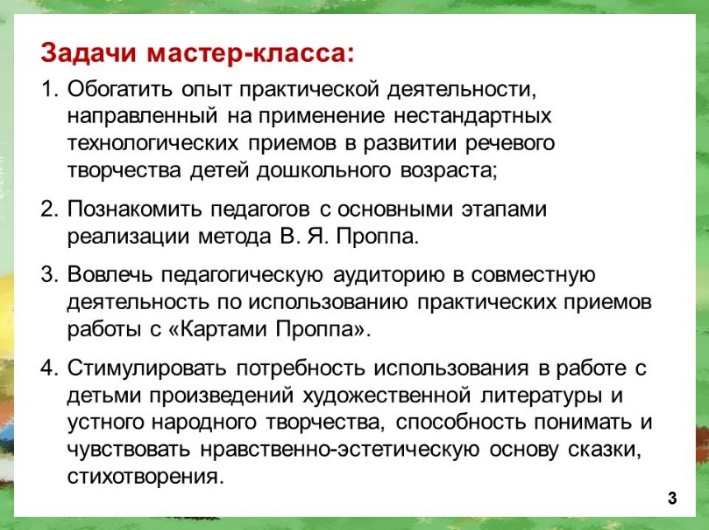 Задачи мастер-класса:
1. Обогатить опыт практической деятельности,
направленный на применение нестандартных
технологических приемов в развитии речевого
творчества детей дошкольного возраста;
2. Познакомить педагогов с основными этапами
реализации метода В. Я. Проппа.
3. Вовлечь педагогическую аудиторию в совместную
деятельность по использованию практических приемов
работы с «Картами Проппа».
4. Стимулировать потребность использования в работе с
детьми произведений художественной литературы и
устного народного творчества, способность понимать и
чувствовать нравственно-эстетическую основу сказки,
стихотворения.
3